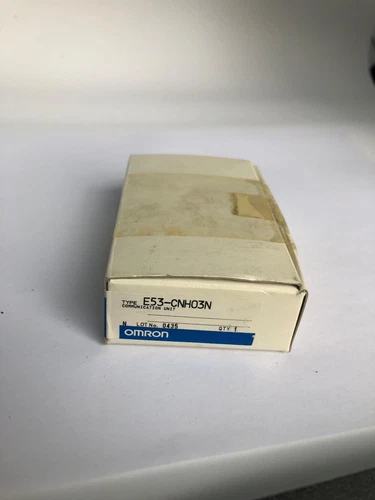 TYPE E53-CNH03N
COMMUNICATION UNIT
N LOT No. 0435 QTY 1
OMRON